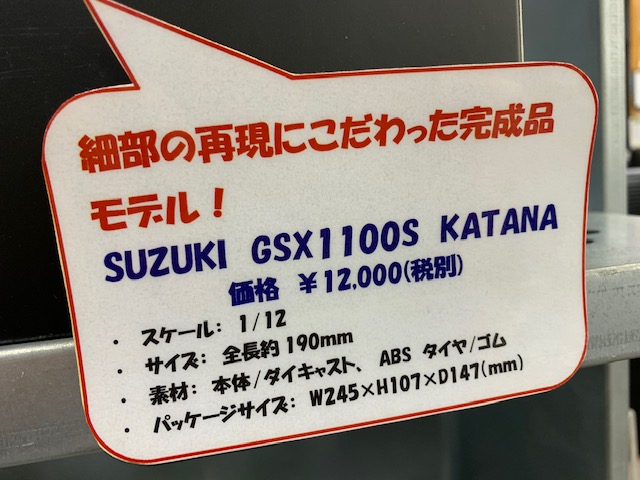 細部の再現にこだわった完成品
モデル！
SUZUKI GSX1100S KATANA
価格 ￥12,000(税別)
・ スケール: 1/12
・ サイズ: 全長約190mm
・ 素材: 本体/ダイキャスト、ABS タイヤ/ゴム
・ パッケージサイズ: W245×H107×D147(mm)